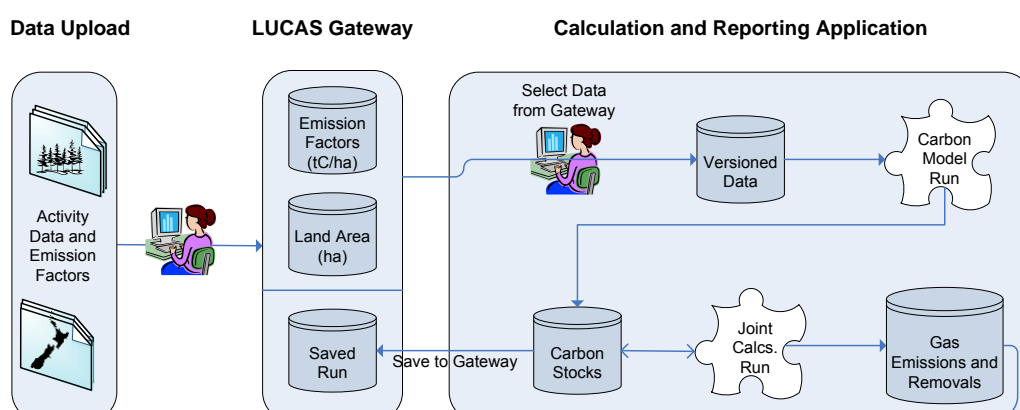 Data Upload
LUCAS Gateway
Calculation and Reporting Application
Activity
Data and
Emission
Factors
Emission
Factors
(tC/ha)
Land Area
(ha)
Saved
Run
Select Data
from Gateway
Versioned
Data
Carbon
Model
Run
Save to Gateway
Carbon
Stocks
Joint
Calcs.
Run
Gas
Emissions and
Removals